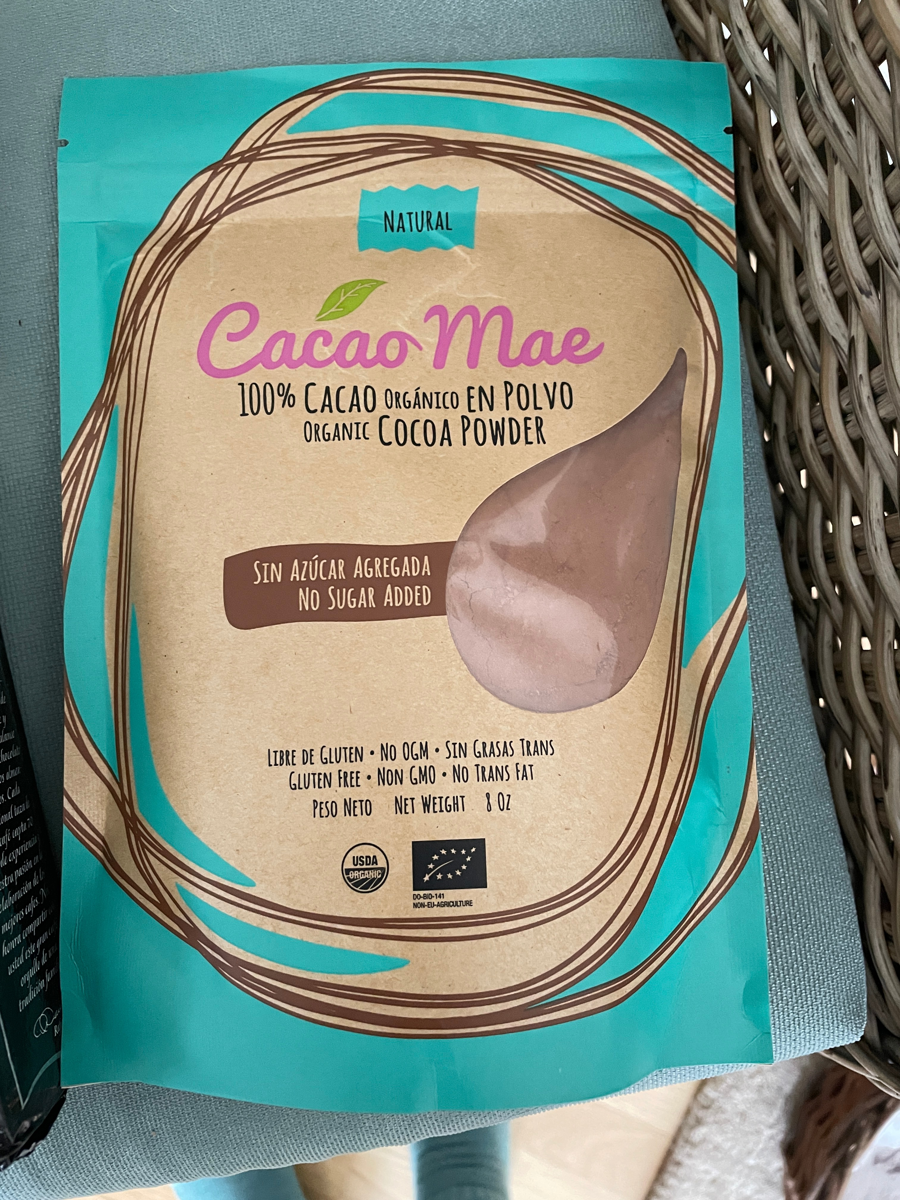 NATURAL
Cacao Mae
100% CACAO ORGÁNICO EN POLVO
ORGANIC COCOA POWDER
SIN AZÚCAR AGREGADA
NO SUGAR ADDED
LIBRE DE GLUTEN • NO OGM • SIN GRASAS TRANS
GLUTEN FREE • NON GMO • NO TRANS FAT
PESO NETO NET WEIGHT 8 OZ
USDA
ORGANIC
DO-BIO-141
NON-EU-AGRICULTURE